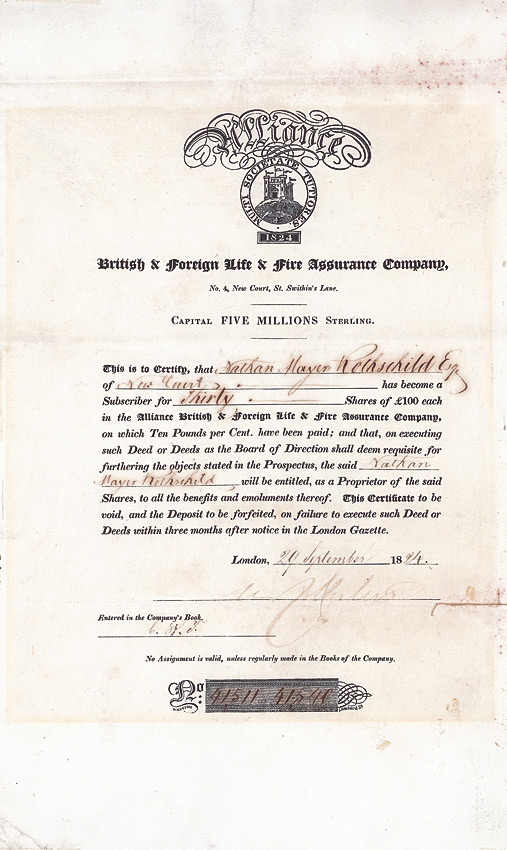 Alliance
MULTI SOCIETATE TUTIORES
1824
British & Foreign Life & Fire Assurance Company,
No. 4, New Court, St. Swithin's Lane.
CAPITAL FIVE MILLIONS STERLING.
This is to Certify, that Nathan Mayer Rothschild Esq.
of New Court has become a
Subscriber for Thirty Shares of £100 each
in the Alliance British & Foreign Life & Fire Assurance Company,
on which Ten Pounds per Cent. have been paid; and that, on executing
such Deed or Deeds as the Board of Direction shall deem requisite for
furthering the objects stated in the Prospectus, the said Nathan
Mayer Rothschild will be entitled, as a Proprietor of the said
Shares, to all the benefits and emoluments thereof. This Certificate to be
void, and the Deposit to be forfeited, on failure to execute such Deed or
Deeds within three months after notice in the London Gazette.
London, 29 September 1824.
Entered in the Company's Book.
No Assignment is valid, unless regularly made in the Books of the Company.
No: 41511 - 41540